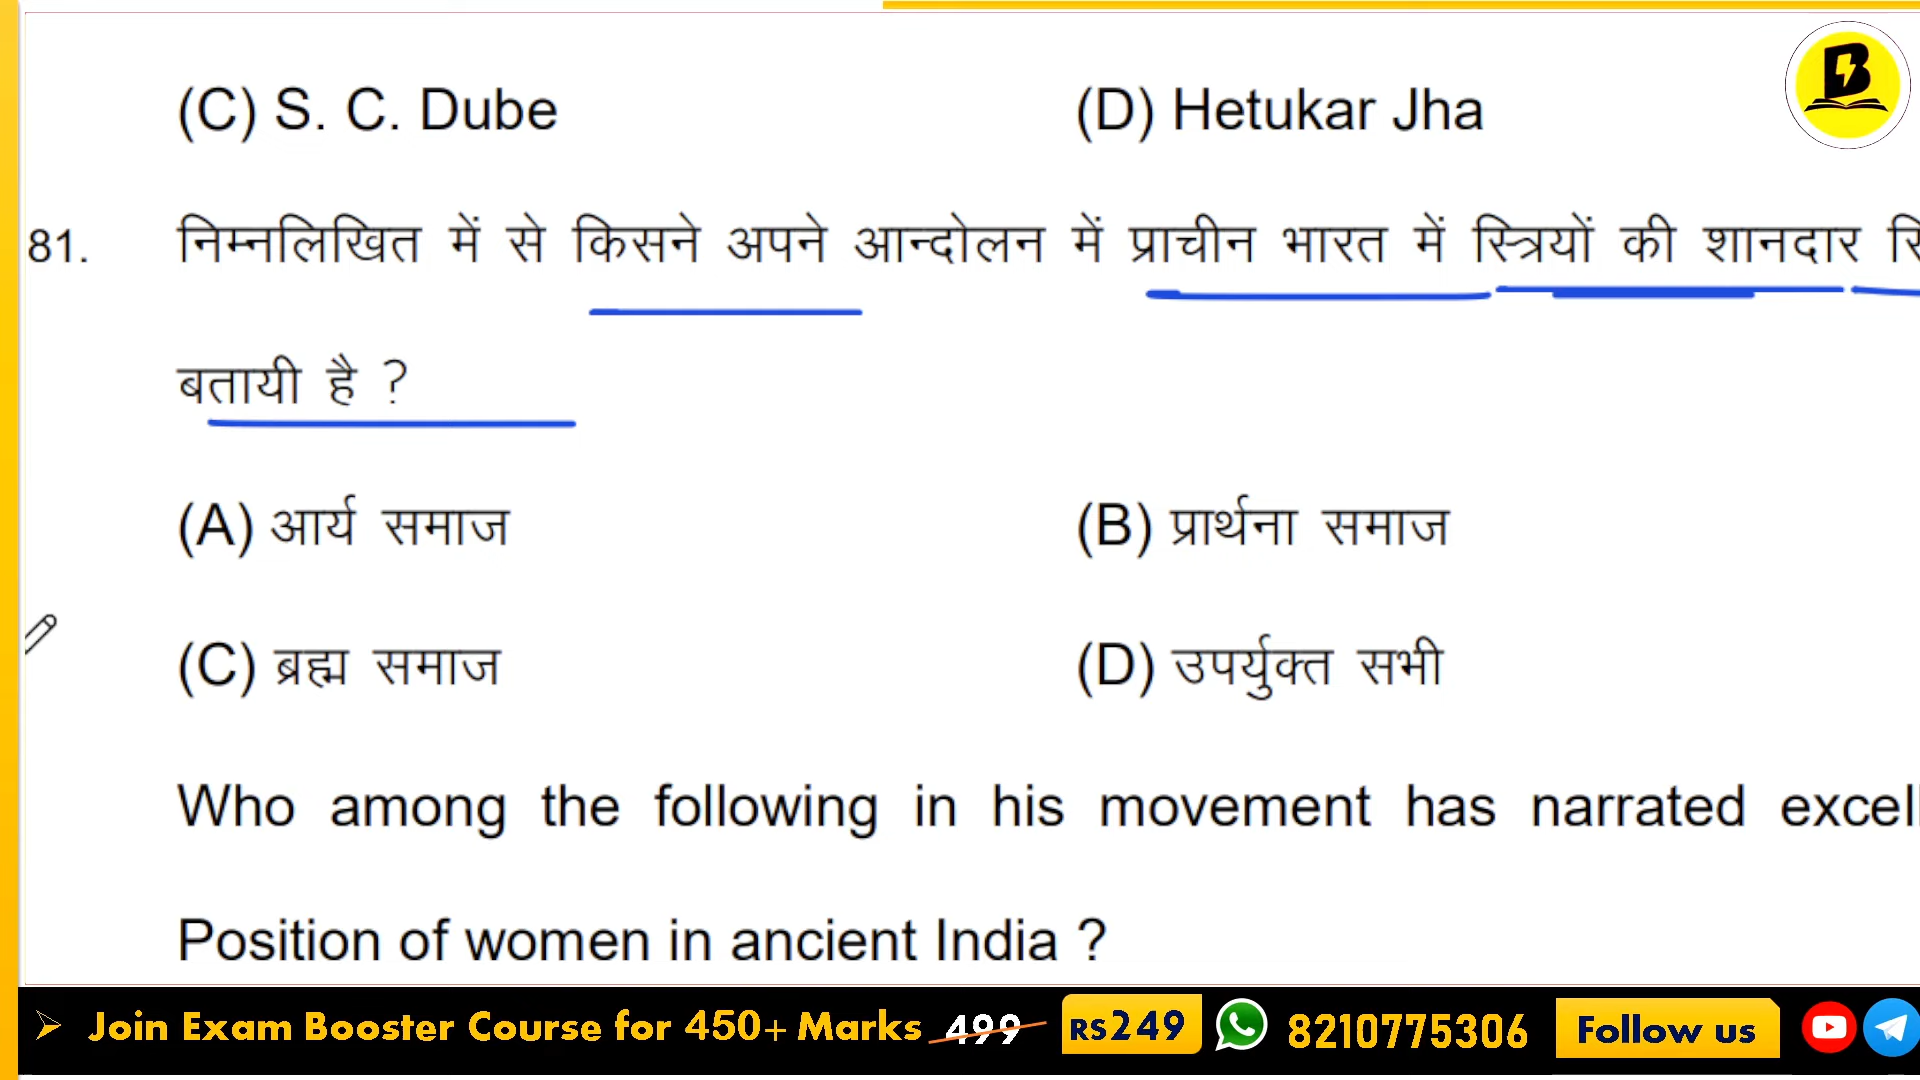 (C) S. C. Dube (D) Hetukar Jha
81. निम्नलिखित में से किसने अपने आन्दोलन में प्राचीन भारत में स्त्रियों की शानदार
बतायी है ?
(A) आर्य समाज (B) प्रार्थना समाज
(C) ब्रह्म समाज (D) उपर्युक्त सभी
Who among the following in his movement has narrated
Position of women in ancient India ?
Join Exam Booster Course for 450+ Marks 499 RS249 8210775306 Follow us